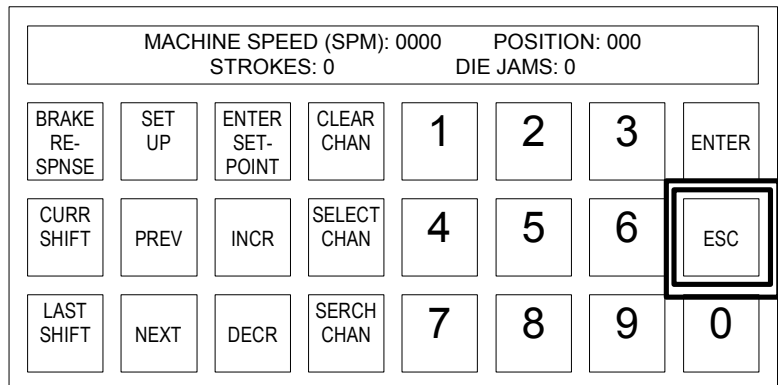 MACHINE SPEED (SPM): 0000 POSITION: 000
STROKES: 0 DIE JAMS: 0
BRAKE
RE-
SPNSE
SET
UP
ENTER
SET-
POINT
CLEAR
CHAN
1
2
3
ENTER
CURR
SHIFT
PREV
INCR
SELECT
CHAN
4
5
6
ESC
LAST
SHIFT
NEXT
DECR
SERCH
CHAN
7
8
9
0